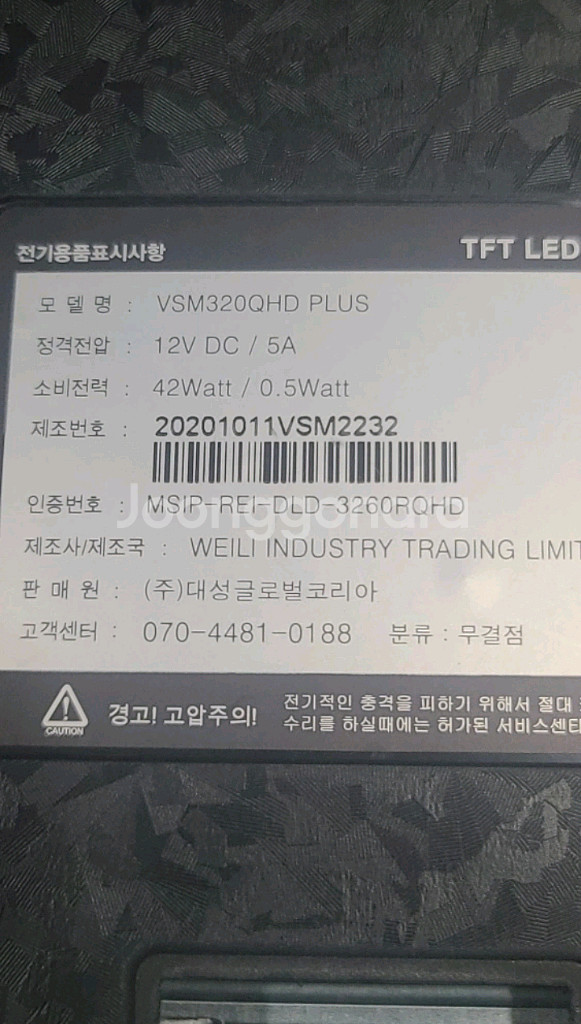 전기용품표시사항 TFT LED
모 델 명 : VSM320QHD PLUS
정격전압 : 12V DC / 5A
소비전력 : 42Watt / 0.5Watt
제조번호 : 20201011VSM2232
인증번호 : MSIP-REI-DLD-3260RQHD
Joonggonara
제조사/제조국 : WEILI INDUSTRY TRADING LIMIT
판 매 원 : (주)대성글로벌코리아
고객센터 : 070-4481-0188 분류 : 무결점
경고! 고압주의! 전기적인 충격을 피하기 위해서 절대
CAUTION 수리를 하실때에는 허가된 서비스센터